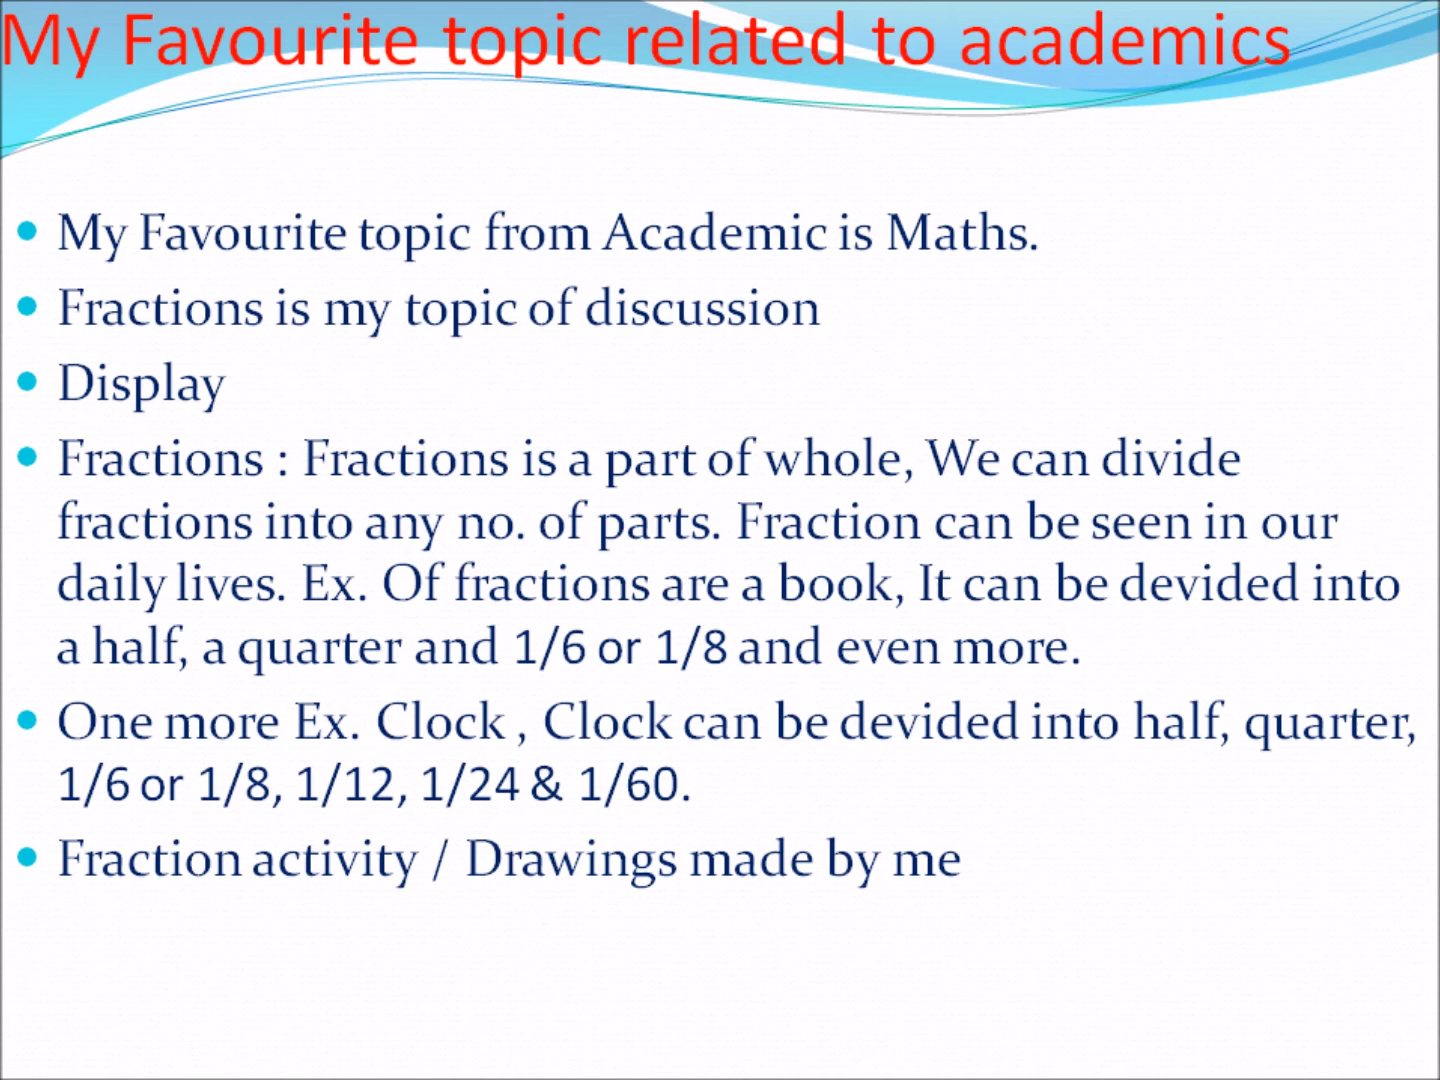 My Favourite topic related to academics
My Favourite topic from Academic is Maths.
Fractions is my topic of discussion
Display
Fractions : Fractions is a part of whole, We can divide
fractions into any no. of parts. Fraction can be seen in our
daily lives. Ex. Of fractions are a book, It can be devided into
a half, a quarter and 1/6 or 1/8 and even more.
One more Ex. Clock , Clock can be devided into half, quarter,
1/6 or 1/8, 1/12, 1/24 & 1/60.
Fraction activity / Drawings made by me